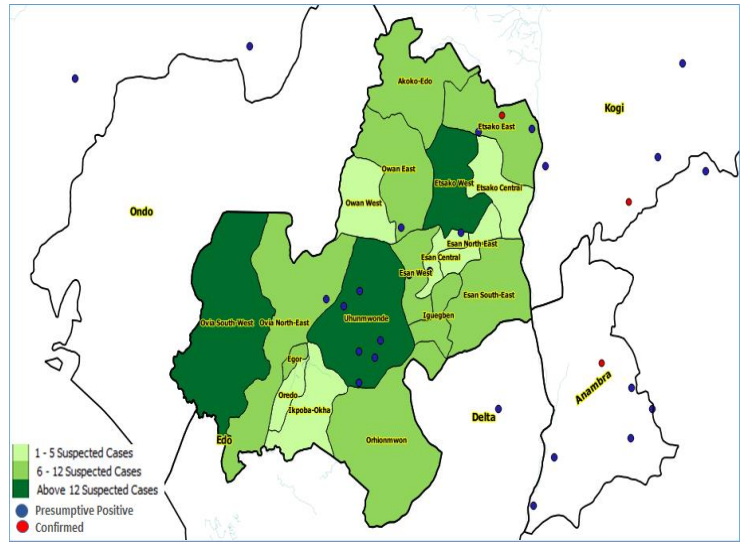 Akoko-Edo
Kogi
Etsako East
Owan East
Etsako West
Etsako Central
Owan West
Ondo
Esan North-East
Esan Central
Esan West
Esan South-East
Iguegben
Uhunmwonde
Ovia South-West
Ovia North-East
Egor
Anambra
Oredo
Ikpoba-Okha
Delta
Edo
Orhionmwon
1 - 5 Suspected Cases
6 - 12 Suspected Cases
Above 12 Suspected Cases
Presumptive Positive
Confirmed